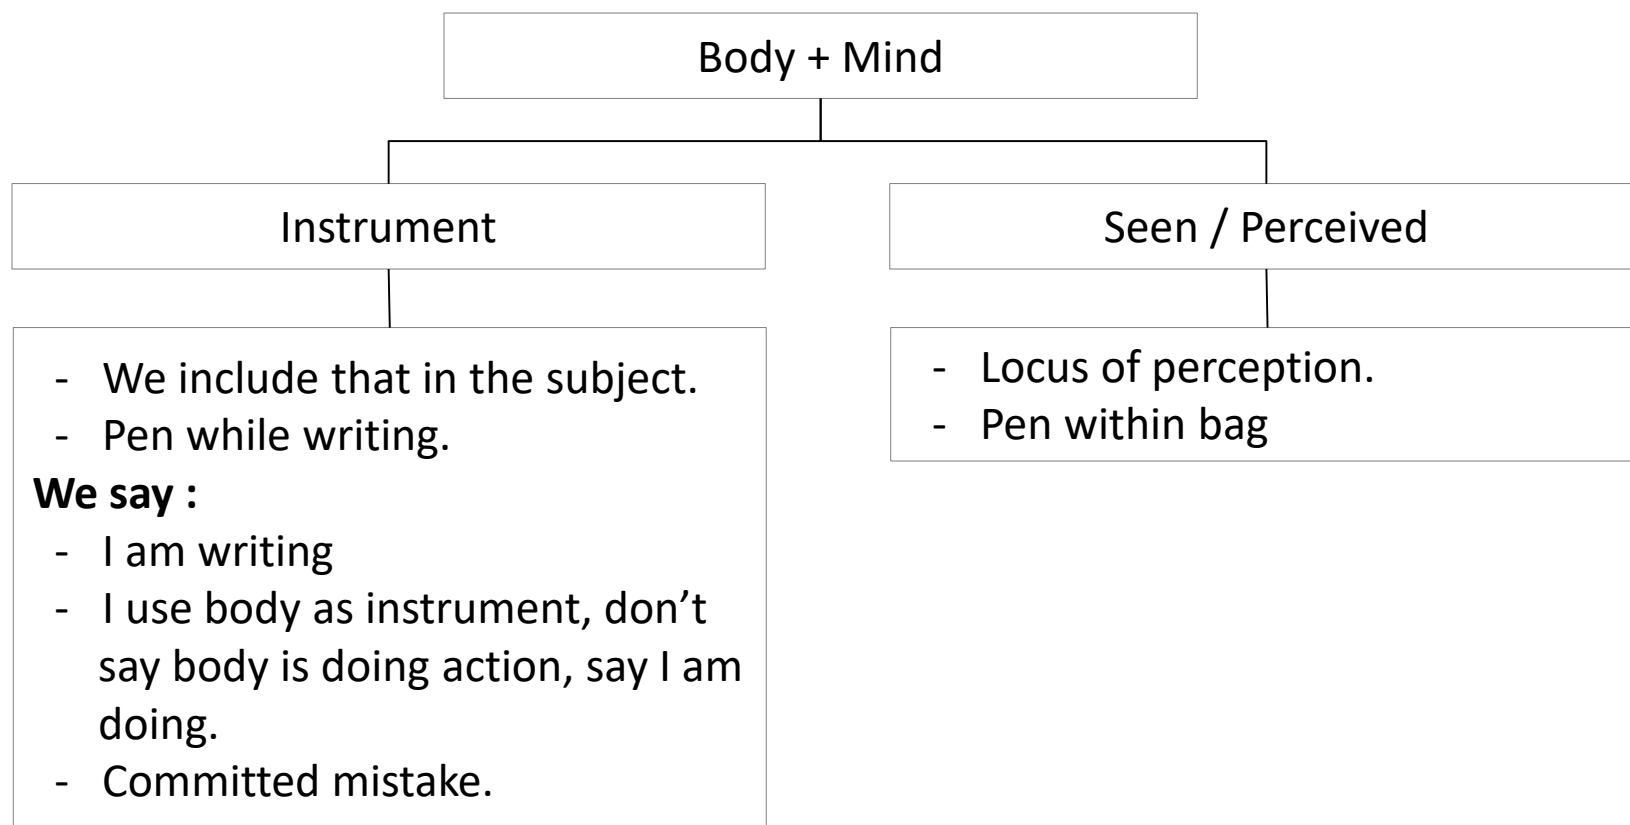 Body + Mind
Instrument
Seen / Perceived
- We include that in the subject.
- Pen while writing.
We say :
- I am writing
- I use body as instrument, don’t
say body is doing action, say I am
doing.
- Committed mistake.
- Locus of perception.
- Pen within bag